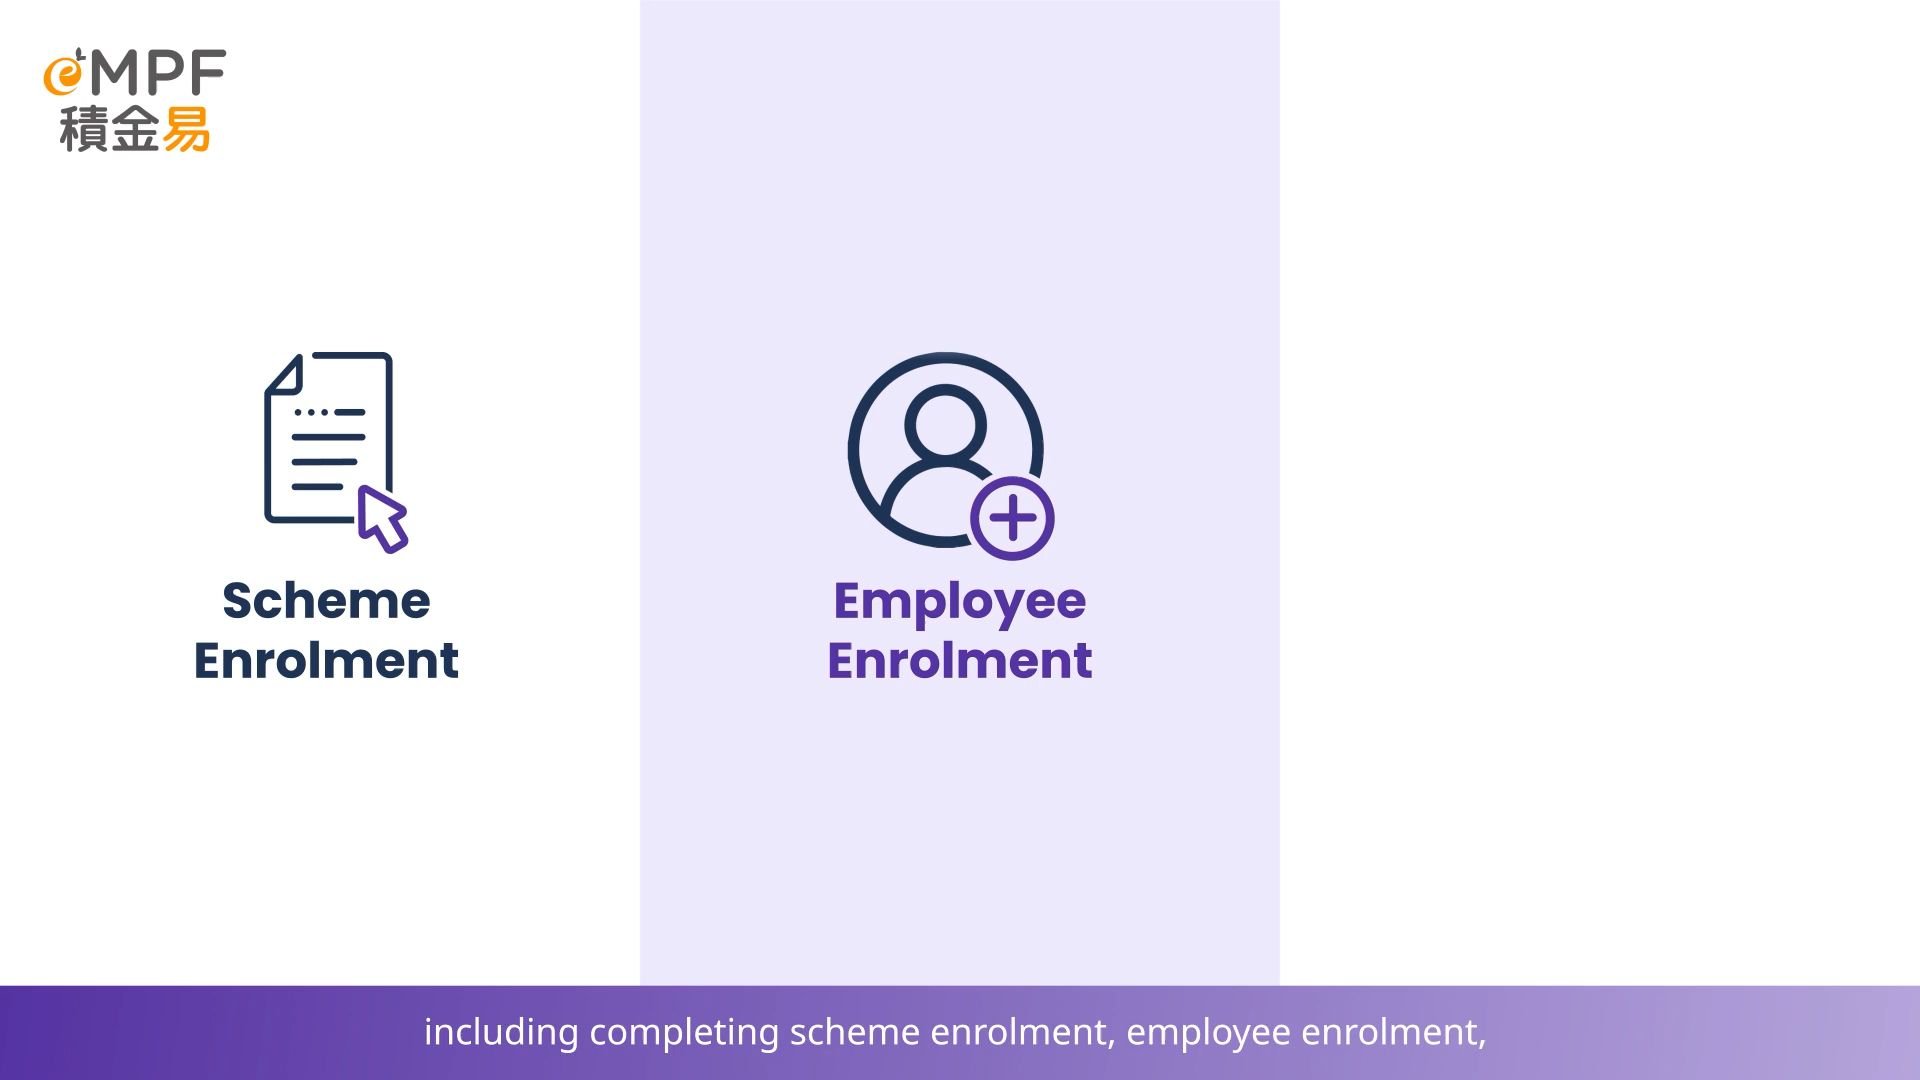 eMPF
積金易
Scheme
Enrolment
Employee
Enrolment
including completing scheme enrolment, employee enrolment,